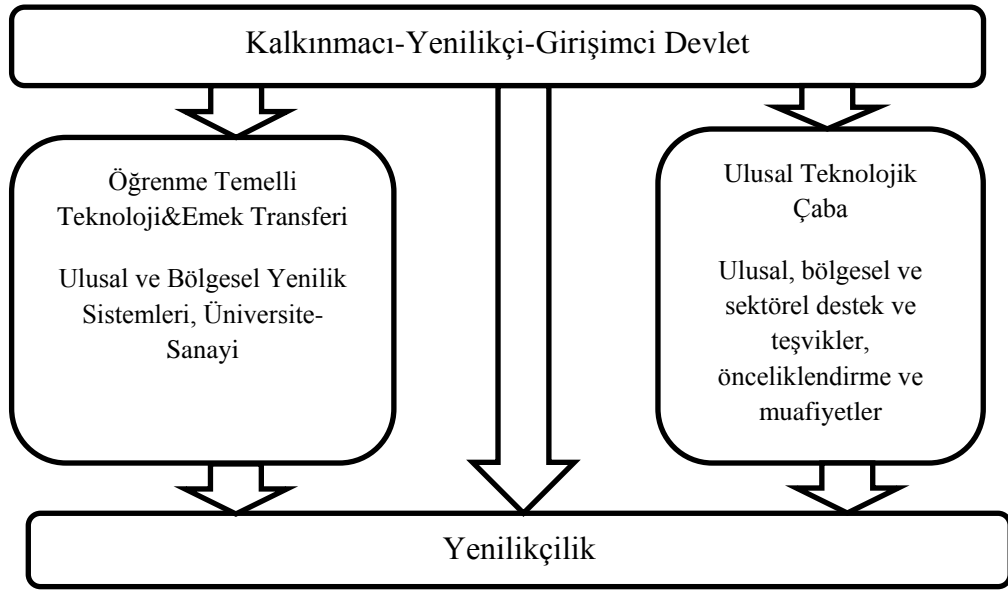 Kalkınmacı-Yenilikçi-Girişimci Devlet
Öğrenme Temelli
Teknoloji&Emek Transferi
Ulusal ve Bölgesel Yenilik
Sistemleri, Üniversite-
Sanayi
Ulusal Teknolojik
Çaba
Ulusal, bölgesel ve
sektörel destek ve
teşvikler,
önceliklendirme ve
muafiyetler
Yenilikçilik